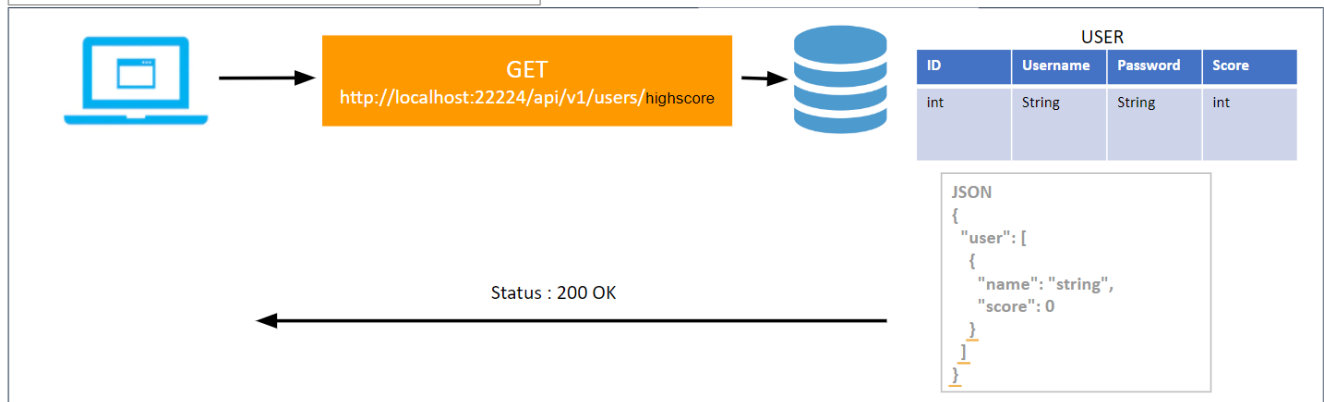 GET
http://localhost:22224/api/v1/users/highscore
USER
ID Username Password Score
int String String int
JSON
{
"user": [
{
"name": "string",
"score": 0
}
]
}
Status : 200 OK